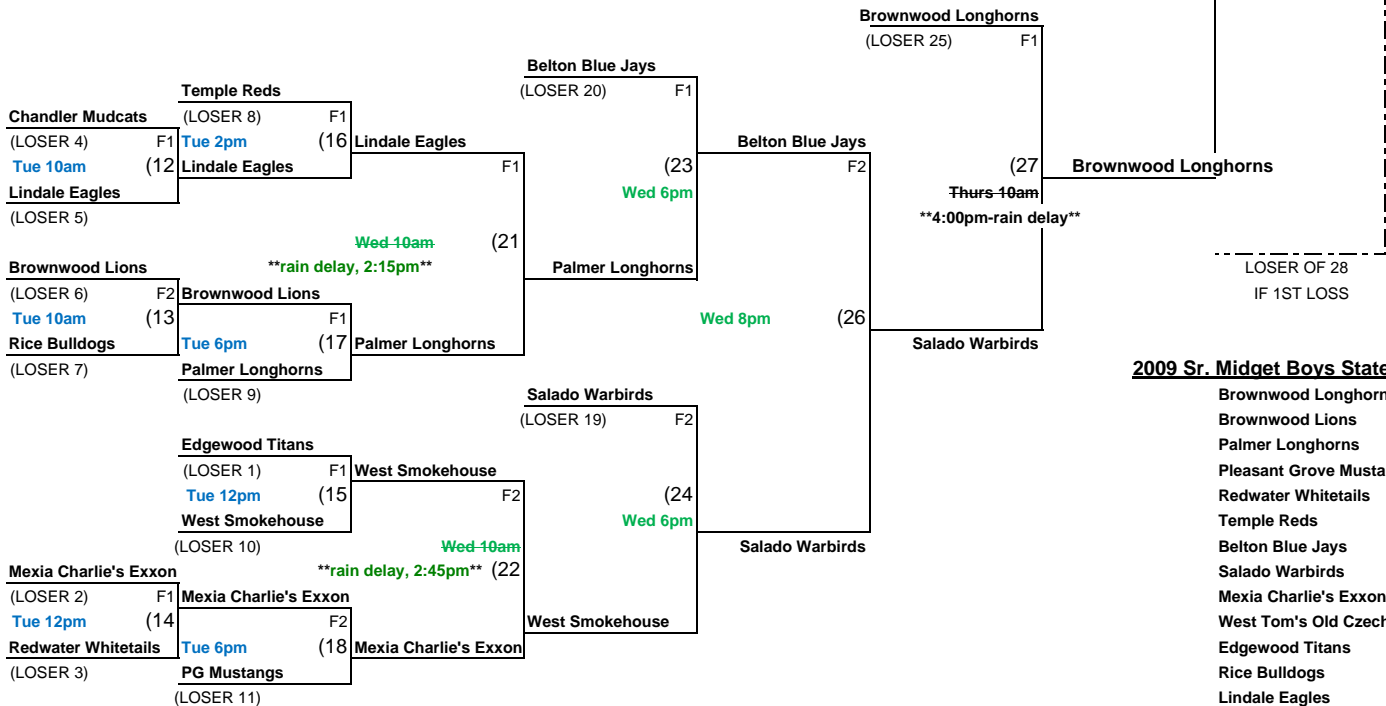 Brownwood Longhorns
(LOSER 25) F1
Belton Blue Jays
(LOSER 20) F1
Temple Reds
Chandler Mudcats (LOSER 8) F1
(LOSER 4) F1 Tue 2pm (16 Lindale Eagles Belton Blue Jays
Tue 10am (12 Lindale Eagles F1 (23 F2 (27 Brownwood Longhorns
Lindale Eagles Wed 6pm Thurs 10am
(LOSER 5) **4:00pm-rain delay**
Wed 10am (21
Brownwood Lions **rain delay, 2:15pm** Palmer Longhorns LOSER OF 28
(LOSER 6) F2 Brownwood Lions IF 1ST LOSS
Tue 10am (13 F1 Wed 8pm (26
Rice Bulldogs Tue 6pm (17 Palmer Longhorns Salado Warbirds
(LOSER 7) Palmer Longhorns 2009 Sr. Midget Boys State
(LOSER 9) Salado Warbirds Brownwood Longhorn
(LOSER 19) F2 Brownwood Lions
Edgewood Titans Palmer Longhorns
(LOSER 1) F1 West Smokehouse Pleasant Grove Musta
Tue 12pm (15 F2 (24 Redwater Whitetails
West Smokehouse Wed 6pm Temple Reds
(LOSER 10) Wed 10am Salado Warbirds Belton Blue Jays
Mexia Charlie's Exxon **rain delay, 2:45pm** (22 Salado Warbirds
(LOSER 2) F1 Mexia Charlie's Exxon Mexia Charlie's Exxon
Tue 12pm (14 F2 West Smokehouse West Tom's Old Czech
Redwater Whitetails Tue 6pm (18 Mexia Charlie's Exxon Edgewood Titans
(LOSER 3) PG Mustangs Rice Bulldogs
(LOSER 11) Lindale Eagles